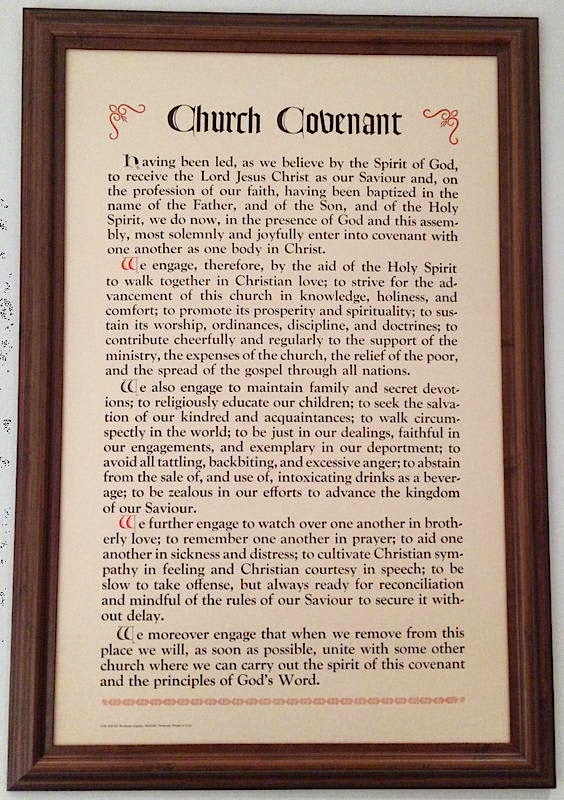 Church Covenant
Having been led, as we believe by the Spirit of God,
to receive the Lord Jesus Christ as our Saviour and, on
the profession of our faith, having been baptized in the
name of the Father, and of the Son, and of the Holy
Spirit, we do now, in the presence of God and this assem-
bly, most solemnly and joyfully enter into covenant with
one another as one body in Christ.
We engage, therefore, by the aid of the Holy Spirit
to walk together in Christian love; to strive for the ad-
vancement of this church in knowledge, holiness, and
comfort; to promote its prosperity and spirituality; to sus-
tain its worship, ordinances, discipline, and doctrines; to
contribute cheerfully and regularly to the support of the
ministry, the expenses of the church, the relief of the poor,
and the spread of the gospel through all nations.
We also engage to maintain family and secret devot-
ions; to religiously educate our children; to seek the salva-
tion of our kindred and acquaintances; to walk circum-
spectly in the world; to be just in our dealings, faithful in
our engagements, and exemplary in our deportment; to
avoid all tattling, backbiting, and excessive anger; to abstain
from the sale of, and use of, intoxicating drinks as a bever-
age; to be zealous in our efforts to advance the kingdom
of our Saviour.
We further engage to watch over one another in broth-
erly love; to remember one another in prayer; to aid one
another in sickness and distress; to cultivate Christian sym-
pathy in feeling and Christian courtesy in speech; to be
slow to take offense, but always ready for reconciliation
and mindful of the rules of our Saviour to secure it with-
out delay.
We moreover engage that when we remove from this
place we will, as soon as possible, unite with some other
church where we can carry out the spirit of this covenant
and the principles of God's Word.